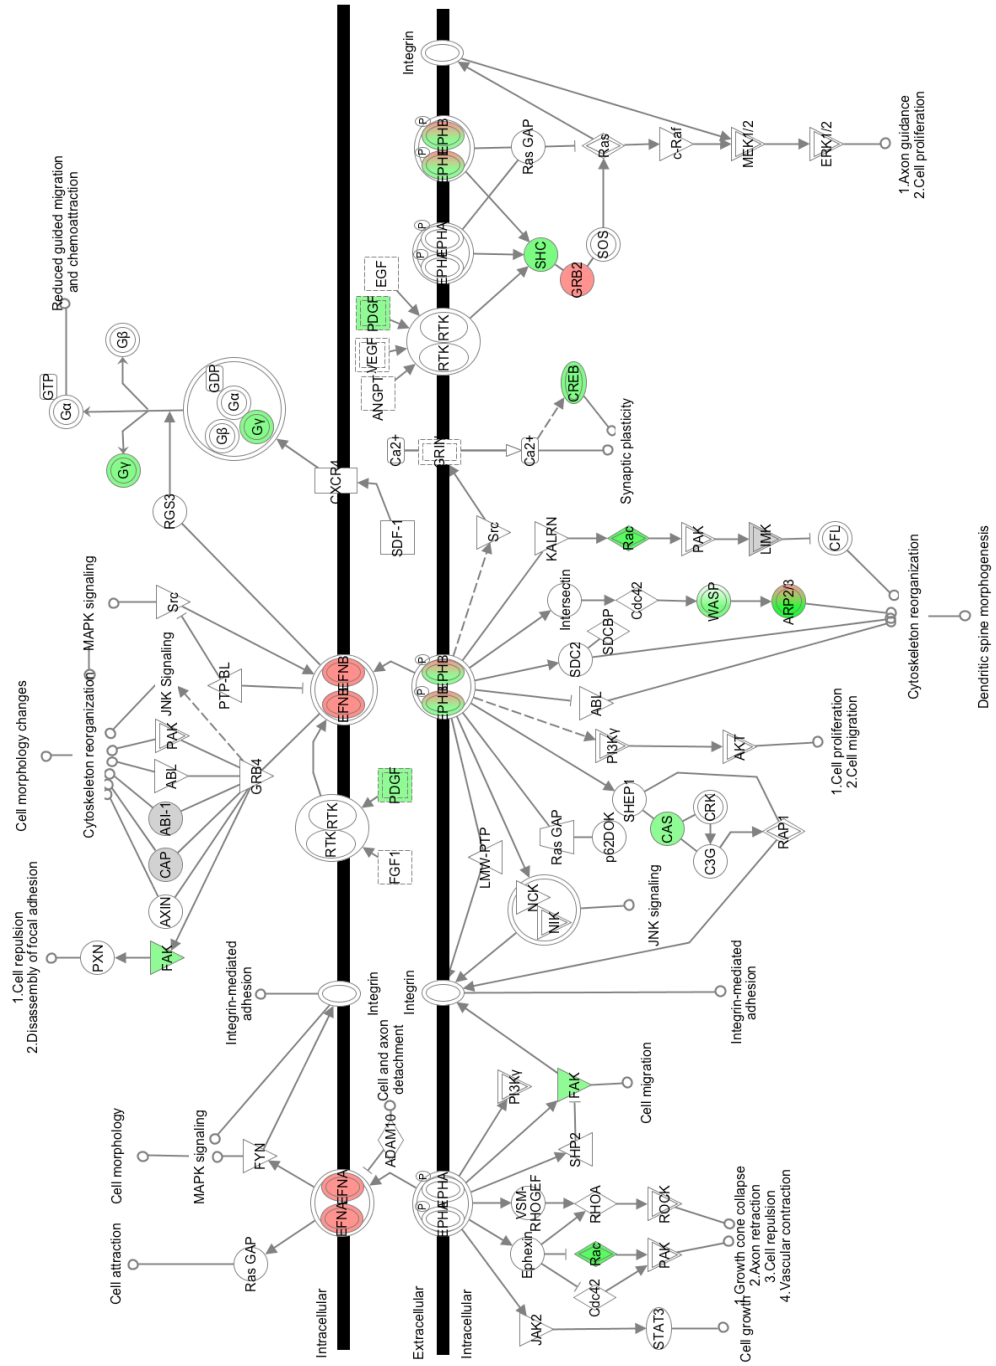 1.Cell repulsion
2.Disassembly of focal adhesion
Cell morphology changes
Reduced guided migration
and chemoattraction
GTP
Gα
Cell attraction
Cell morphology
PXN
Cytoskeleton reorganization
MAPK signaling
Gγ
Gβ
MAPK signaling
FAK
AXIN
CAP
ABI-1
ABL
PAK
JNK Signaling
Src
RGS3
Ras GAP
FYN
Integrin-mediated
adhesion
GRB4
PTP-BL
Gβ
Gα
GDP
Gγ
EFNA
EFNA
Integrin
RTK
RTK
EFNB
EFNB
CXCR4
Intracellular
ADAM10
Cell and axon
detachment
FGF1
PDGF
SDF-1
ANGPT
VEGF
PDGF
EGF
Extracellular
Intracellular
P
P
EPHA
EPHA
Integrin
P
P
EPHB
EPHB
Ca2+
GRIN
RTK
RTK
P
P
EPHA
EPHA
P
P
EPHB
EPHB
Integrin
JAK2
Ephexin
VSM-
RHOGEF
PI3Kγ
LMW-PTP
NCK
NIK
Src
Ca2+
SHC
Ras GAP
Cdc42
Rac
RHOA
SHP2
FAK
Ras GAP
p62DOK
SHEP1
PI3Kγ
ABL
SDC2
SDCBP
Intersectin
KALRN
CREB
GRB2
SOS
Ras
STAT3
PAK
ROCK
Cell migration
JNK signaling
CAS
C3G
CRK
RAP1
Cdc42
Rac
Synaptic plasticity
c-Raf
Cell growth
1.Growth cone collapse
2.Axon retraction
3.Cell repulsion
4.Vascular contraction
Integrin-mediated
adhesion
AKT
WASP
PAK
MEK1/2
1.Cell proliferation
2.Cell migration
ARP2/3
LIMK
CFL
ERK1/2
Cytoskeleton reorganization
1.Axon guidance
2.Cell proliferation
Dendritic spine morphogenesis